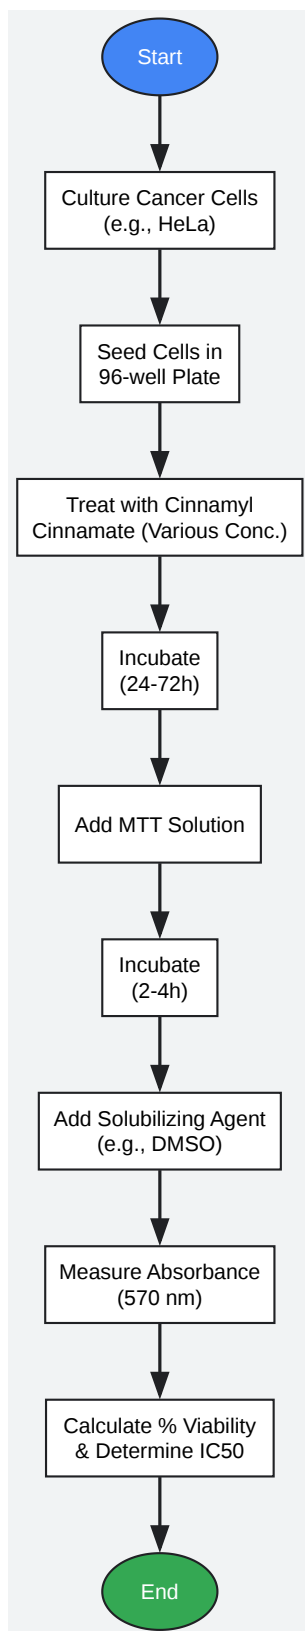 Start
Culture Cancer Cells
(e.g., HeLa)
Seed Cells in
96-well Plate
Treat with Cinnamyl
Cinnamate (Various Conc.)
Incubate
(24-72h)
Add MTT Solution
Incubate
(2-4h)
Add Solubilizing Agent
(e.g., DMSO)
Measure Absorbance
(570 nm)
Calculate % Viability
& Determine IC50
End